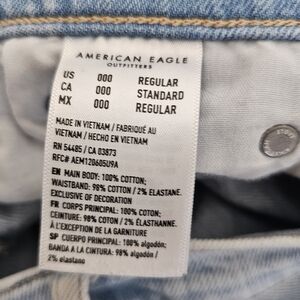 AMERICAN EAGLE
OUTFITTERS
US 000 REGULAR
CA 000 STANDARD
MX 000 REGULAR
MADE IN VIETNAM / FABRIQUÉ AU
VIETNAM / HECHO EN VIETNAM
RN 54485 / CA 03873
RFC# AEM120605U9A
EN MAIN BODY: 100% COTTON;
WAISTBAND: 98% COTTON / 2% ELASTANE.
EXCLUSIVE OF DECORATION
FR CORPS PRINCIPAL: 100% COTON;
CEINTURE: 98% COTON / 2% ÉLASTHANNE.
À L'EXCEPTION DE LA GARNITURE
SP CUERPO PRINCIPAL: 100% algodón;
BANDA A LA CINTURA: 98% algodón /
2% elastano